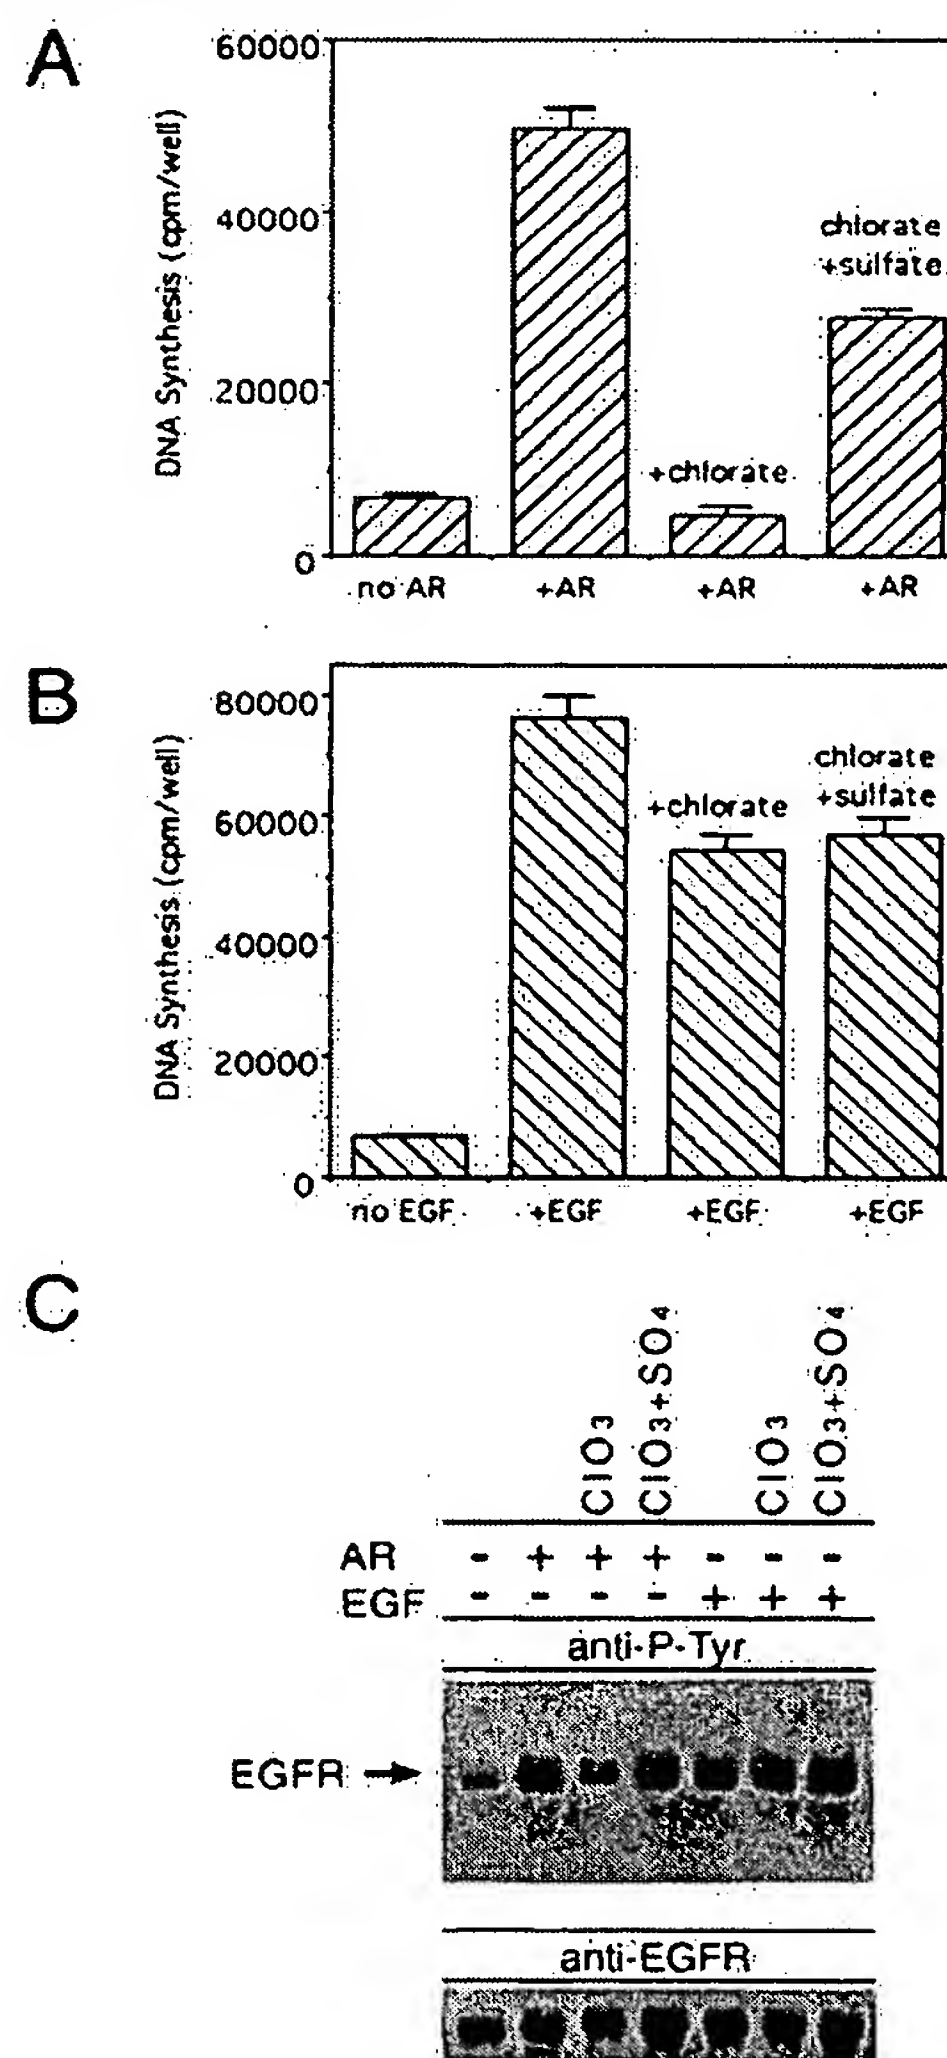 A
60000
40000
20000
0
DNA Synthesis (cpm/well)
chlorate
+sulfate
+chlorate
no AR +AR +AR +AR
B
80000
60000
40000
20000
0
DNA Synthesis (cpm/well)
chlorate
+sulfate
+chlorate
no EGF +EGF +EGF +EGF
C
ClO3 ClO3+SO4 ClO3 ClO3+SO4
AR - + + + - - -
EGF - - - - + + +
anti-P-Tyr
EGFR
anti-EGFR